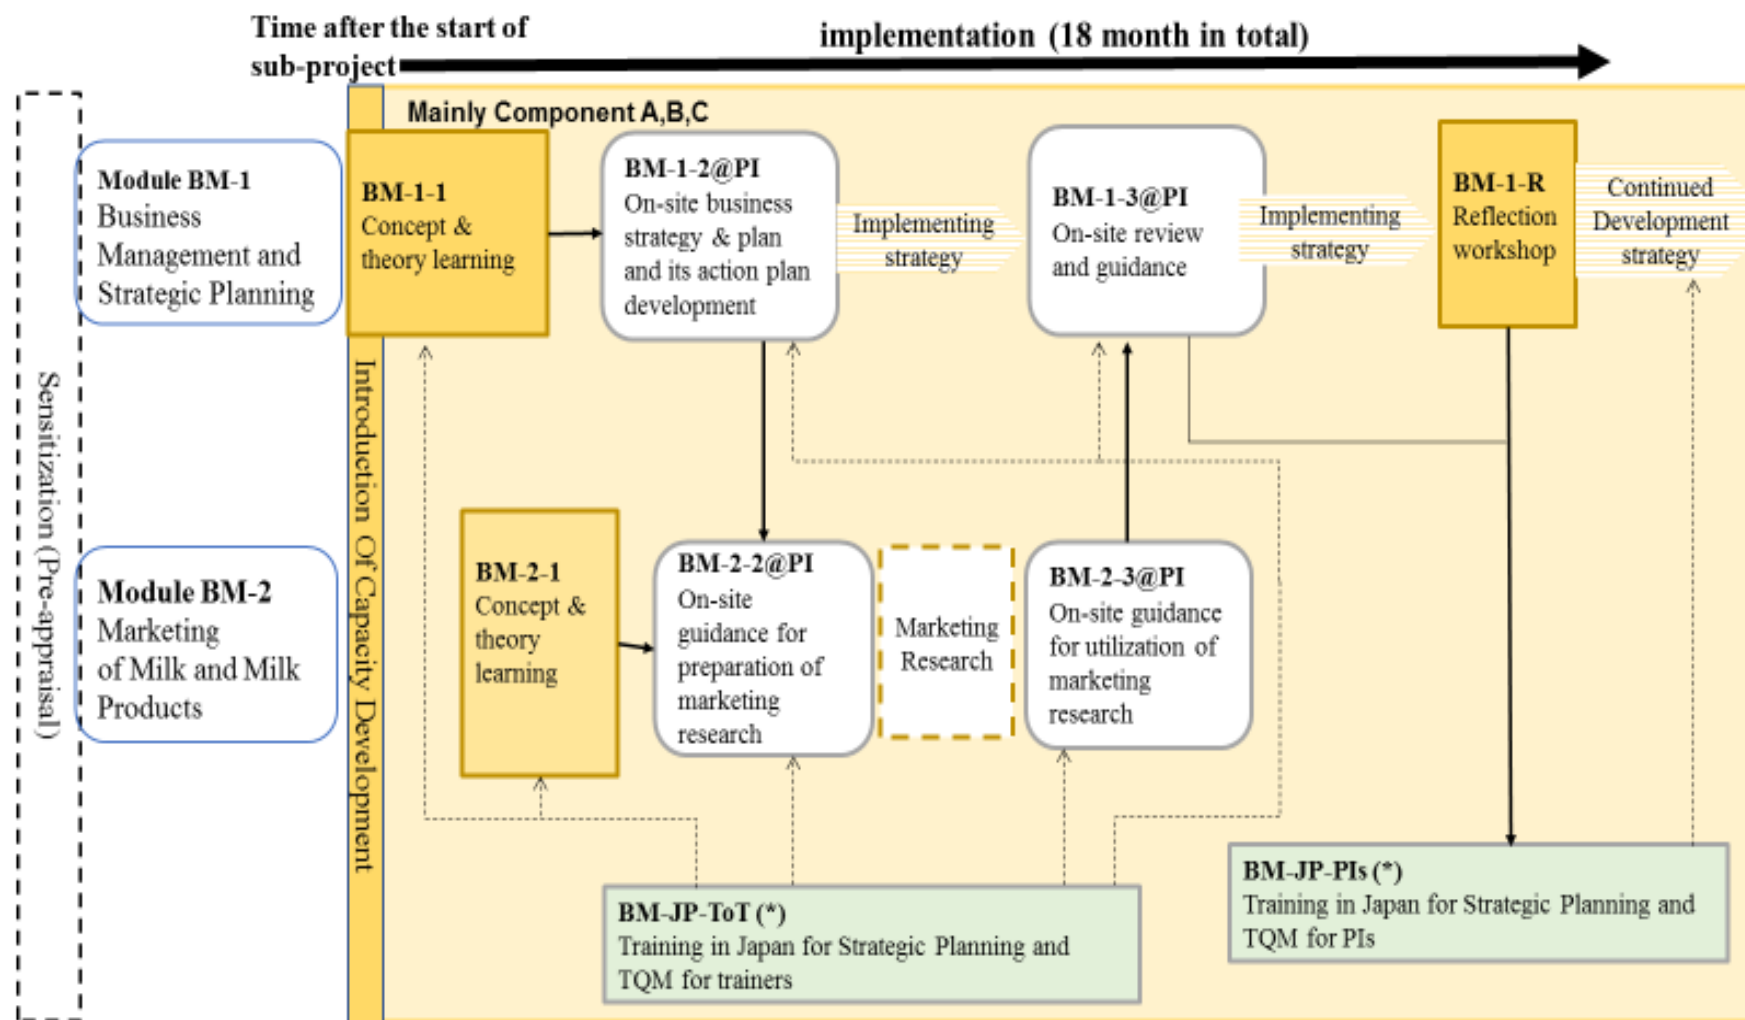 Time after the start of
sub-project
implementation (18 month in total)
Mainly Component A,B,C
Sensitization (Pre-appraisal)
Introduction Of Capacity Development
Module BM-1
Business
Management and
Strategic Planning
BM-1-1
Concept &
theory learning
BM-1-2@PI
On-site business
strategy & plan
and its action plan
development
Implementing
strategy
BM-1-3@PI
On-site review
and guidance
Implementing
strategy
BM-1-R
Reflection
workshop
Continued
Development
strategy
Module BM-2
Marketing
of Milk and Milk
Products
BM-2-1
Concept &
theory
learning
BM-2-2@PI
On-site
guidance for
preparation of
marketing
research
Marketing
Research
BM-2-3@PI
On-site guidance
for utilization of
marketing
research
BM-JP-ToT (*)
Training in Japan for Strategic Planning and
TQM for trainers
BM-JP-PIs (*)
Training in Japan for Strategic Planning and
TQM for PIs